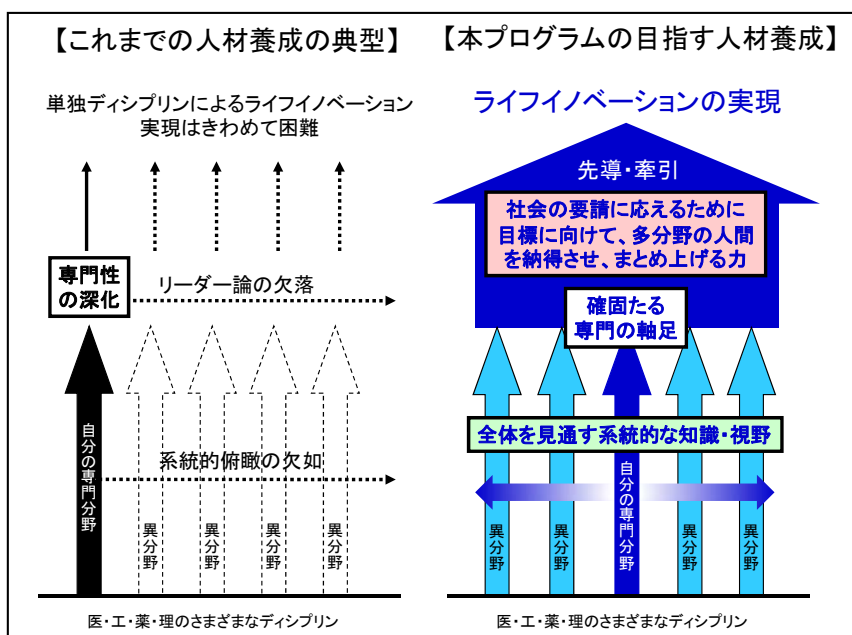 【これまでの人材養成の典型】
単独ディシプリンによるライフイノベーション
実現はきわめて困難
専門性
の深化
リーダー論の欠落
自分の専門分野
系統的俯瞰の欠如
異分野
異分野
異分野
異分野
医・工・薬・理のさまざまなディシプリン
【本プログラムの目指す人材養成】
ライフイノベーションの実現
先導・牽引
社会の要請に応えるために
目標に向けて、多分野の人間
を納得させ、まとめ上げる力
確固たる
専門の軸足
全体を見通す系統的な知識・視野
異分野
異分野
自分の専門分野
異分野
異分野
医・工・薬・理のさまざまなディシプリン